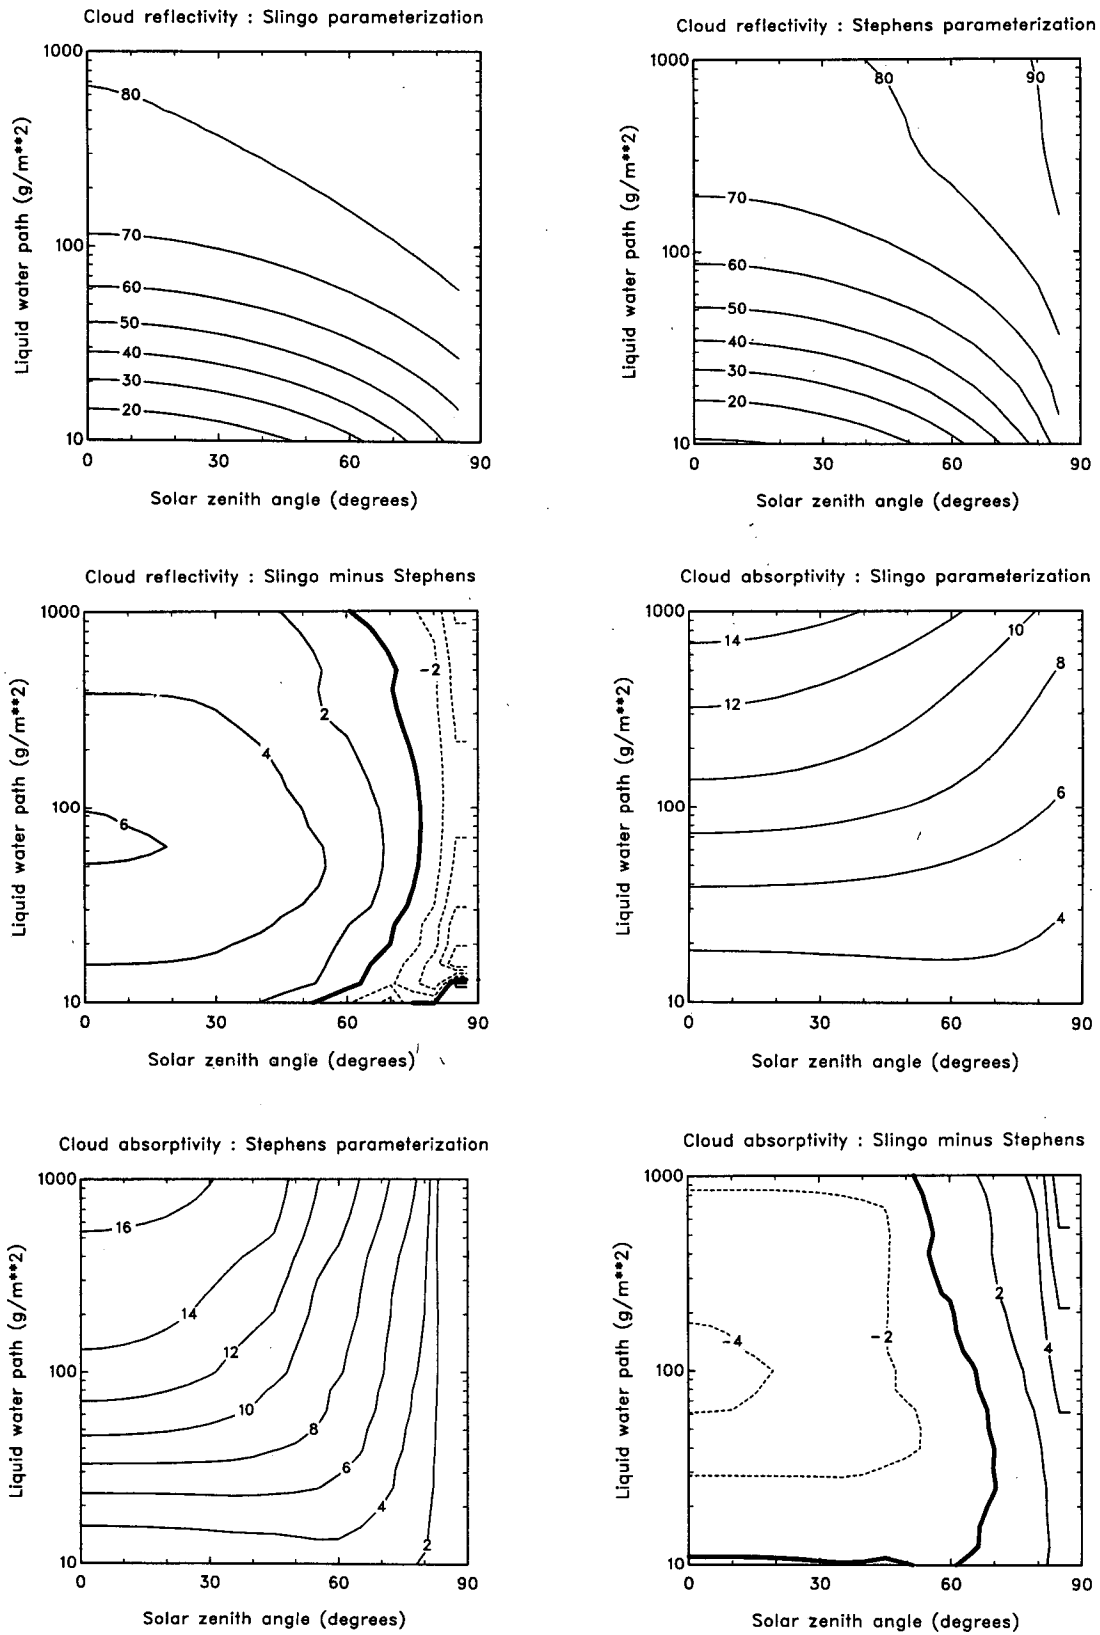 Cloud reflectivity : Slingo parameterization
1000
100
10
Liquid water path (g/m**2)
80
70
60
50
40
30
20
0 30 60 90
Solar zenith angle (degrees)
Cloud reflectivity : Stephens parameterization
1000
100
10
Liquid water path (g/m**2)
80 90
70
60
50
40
30
20
0 30 60 90
Solar zenith angle (degrees)
Cloud reflectivity : Slingo minus Stephens
1000
100
10
Liquid water path (g/m**2)
-2
2
4
6
0 30 60 90
Solar zenith angle (degrees)
Cloud absorptivity : Slingo parameterization
1000
100
10
Liquid water path (g/m**2)
14 10
8
12
6
4
0 30 60 90
Solar zenith angle (degrees)
Cloud absorptivity : Stephens parameterization
1000
100
10
Liquid water path (g/m**2)
16
14
12
10
8
6
4
2
0 30 60 90
Solar zenith angle (degrees)
Cloud absorptivity : Slingo minus Stephens
1000
100
10
Liquid water path (g/m**2)
2
-4 -2 4
0 30 60 90
Solar zenith angle (degrees)